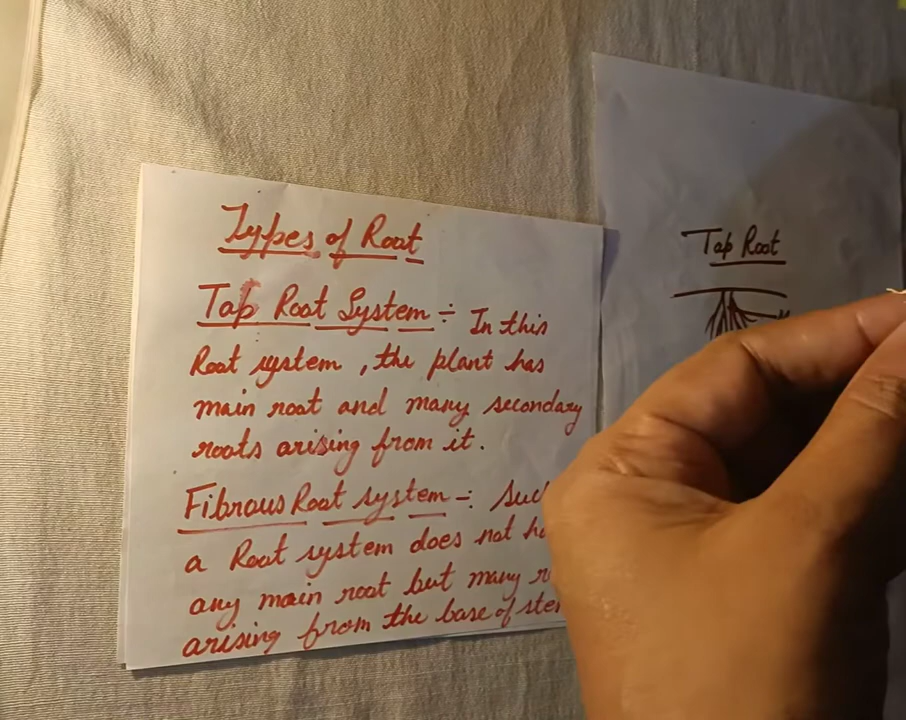 Types of Root
Tap Root System ÷ In this
Root system , the plant has
main root and many secondary
roots arising from it .
Fibrous Root system -:
a Root system does not
any main root but many
arising from the base of
Tap Root